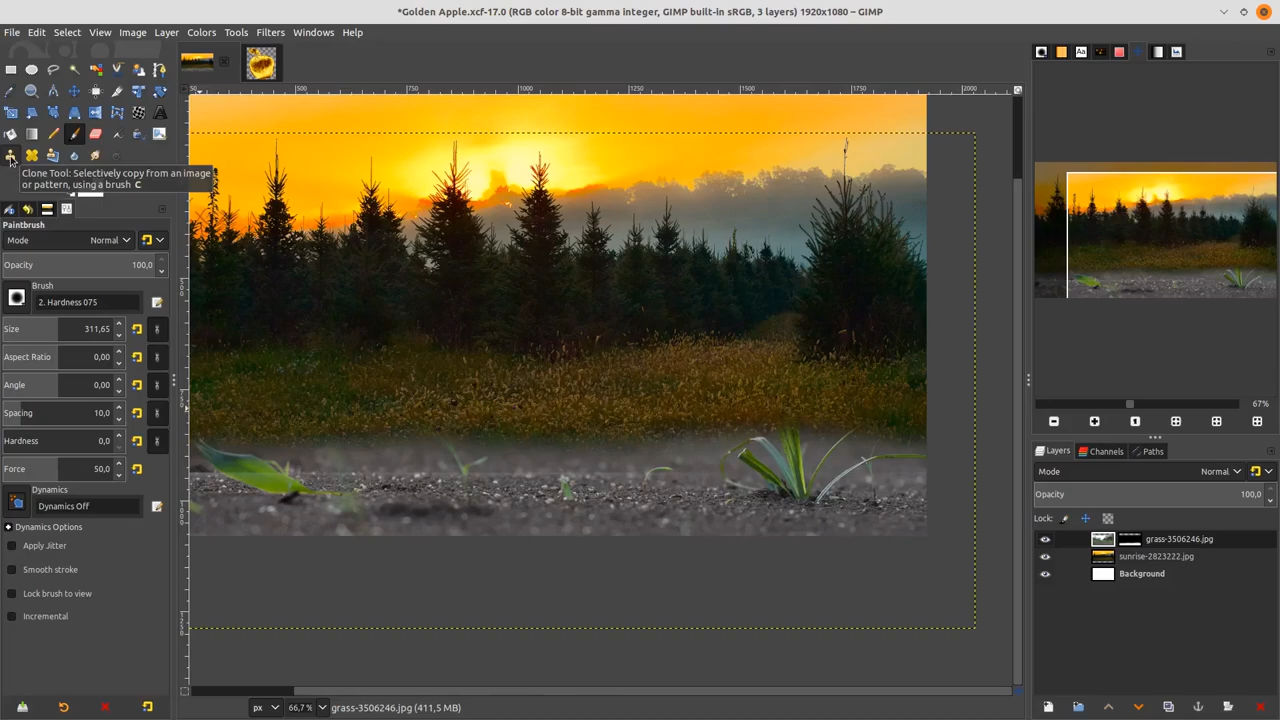 *Golden Apple.xcf-17.0 (RGB color 8-bit gamma integer, GIMP built-in sRGB, 3 layers) 1920x1080 – GIMP
File Edit Select View Image Layer Colors Tools Filters Windows Help
500 1000 1250 1500 1750 2000
Clone Tool: Selectively copy from an image
or pattern, using a brush C
Paintbrush
Mode Normal
Opacity 100,0
Brush
2. Hardness 075
Size 311,65
Aspect Ratio 0,00
Angle 0,00
Spacing 10,0
Hardness 0,0
Force 50,0
Dynamics
Dynamics Off
Dynamics Options
Apply Jitter
Smooth stroke
Lock brush to view
Incremental
px 66,7 % grass-3506246.jpg (411,5 MB)
Aa
67%
Layers Channels Paths
Mode Normal
Opacity 100,0
Lock:
grass-3506246.jpg
sunrise-2823222.jpg
Background